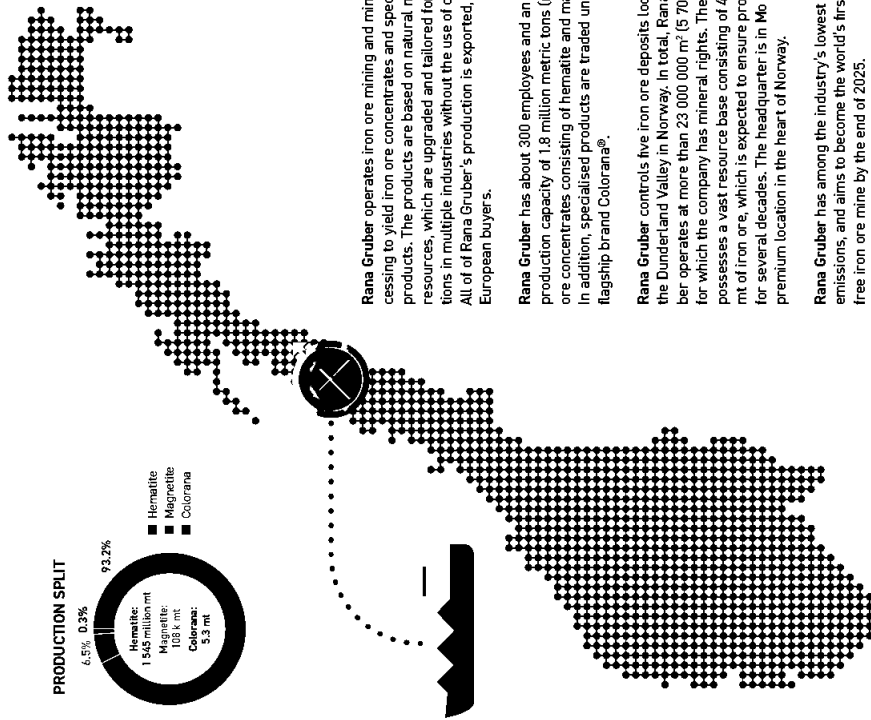 PRODUCTION SPLIT
6.5%
0.3%
93.2%
Hematite:
1 545 million mt
Magnetite:
108 k mt
Colorana:
5.3 mt
Hematite
Magnetite
Colorana
Rana Gruber operates iron ore mining and min
cessing to yield iron ore concentrates and spec
products. The products are based on natural m
resources, which are upgraded and tailored for
tions in multiple industries without the use of c
All of of Rana Gruber's production is exported,
European buyers.
Rana Gruber has about 300 employees and an
production capacity of 1.8 million metric tons (
ore concentrates consisting of hematite and ma
In addition, specialised products are traded un
flagship brand Colorana®.
Rana Gruber controls five iron ore deposits loc
the Dunderland Valley in Norway. In total, Rana
ber operates at more than 23 000 000 m² (5 70
for which the company has mineral rights. The
possesses a vast resource base consisting of 4
mt of iron ore, which is expected to ensure pro
for several decades. The headquarter is in Mo
premium location in the heart of Norway.
Rana Gruber has among the industry's lowest
emissions, and aims to become the world's firs
free iron ore mine by the end of 2025.